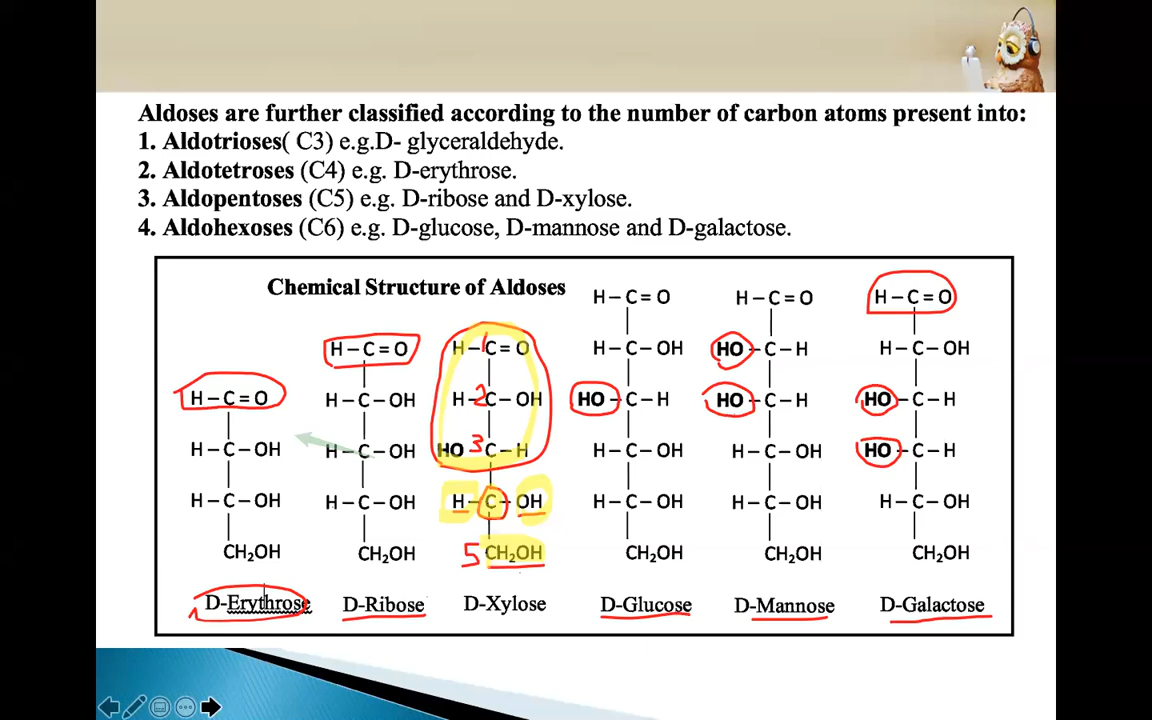 Aldoses are further classified according to the number of carbon atoms present into:
1. Aldotrioses( C3) e.g.D- glyceraldehyde.
2. Aldotetroses (C4) e.g. D-erythrose.
3. Aldopentoses (C5) e.g. D-ribose and D-xylose.
4. Aldohexoses (C6) e.g. D-glucose, D-mannose and D-galactose.
Chemical Structure of Aldoses
H–C=O
H–C–OH
H–C–OH
CH₂OH
D-Erythrose
H–C=O
H–C–OH
H–C–OH
H–C–OH
CH₂OH
D-Ribose
H–1C=O
H–2C–OH
HO 3C–H
H–C–OH
5 CH₂OH
D-Xylose
H–C=O
H–C–OH
HO–C–H
H–C–OH
H–C–OH
CH₂OH
D-Glucose
H–C=O
HO–C–H
HO–C–H
H–C–OH
H–C–OH
CH₂OH
D-Mannose
H–C=O
H–C–OH
HO–C–H
HO–C–H
H–C–OH
CH₂OH
D-Galactose